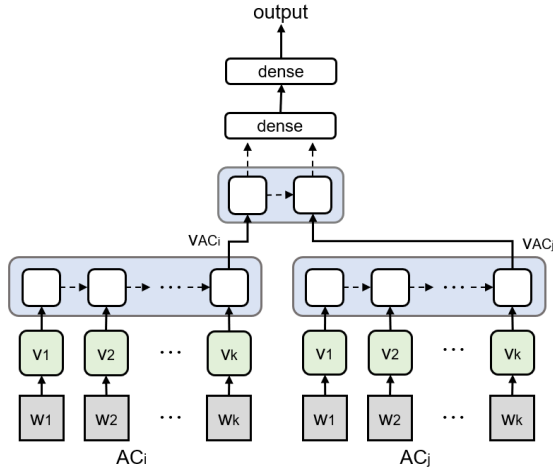 output
dense
dense
VACi VACj
v1 v2 ... vk v1 v2 ... vk
w1 w2 ... wk w1 w2 ... wk
ACi ACj